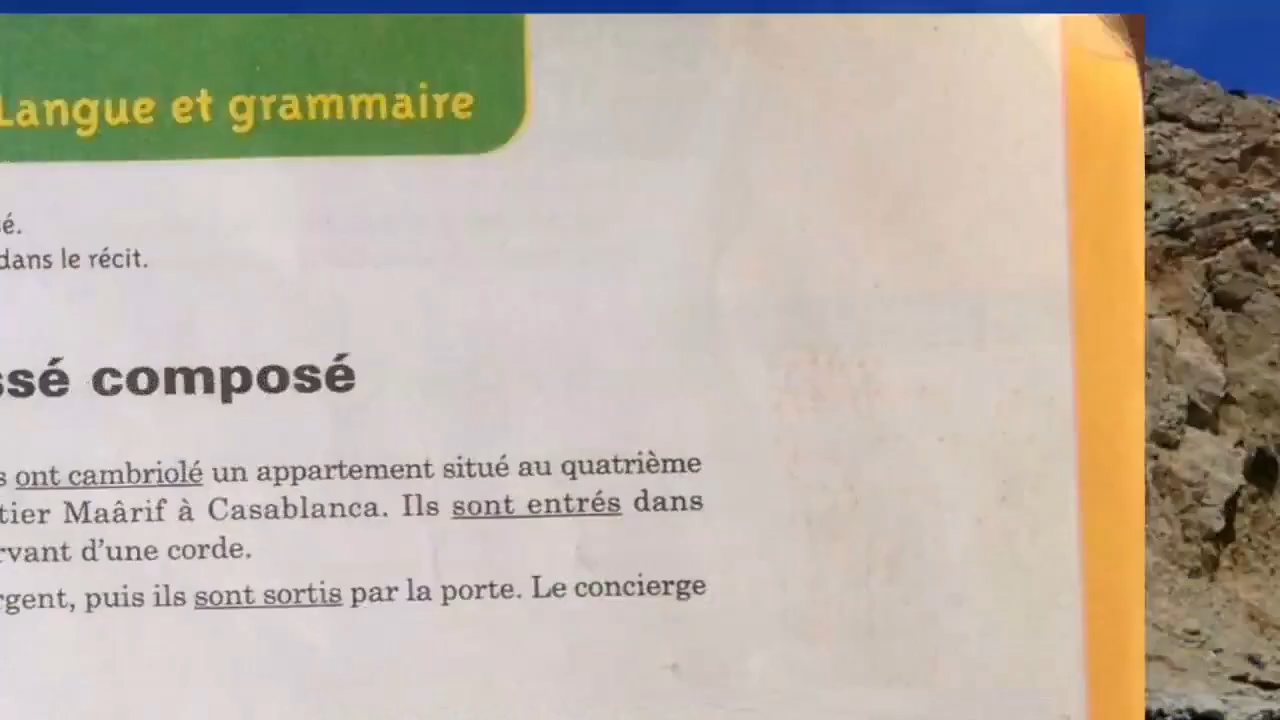 Langue et grammaire
é.
dans le récit.
ssé composé
s ont cambriolé un appartement situé au quatrième
tier Maârif à Casablanca. Ils sont entrés dans
rvant d'une corde.
rgent, puis ils sont sortis par la porte. Le concierge